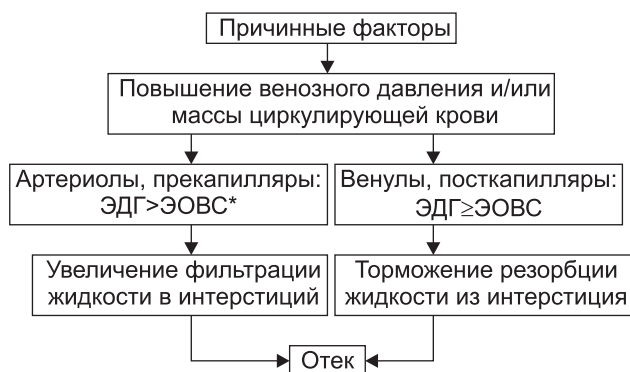 Причинные факторы
Повышение венозного давления и/или
массы циркулирующей крови
Артериолы, прекапилляры:
ЭДГ>ЭОВС*
Венулы, посткапилляры:
ЭДГ≥ЭОВС
Увеличение фильтрации
жидкости в интерстиций
Торможение резорбции
жидкости из интерстиция
Отек